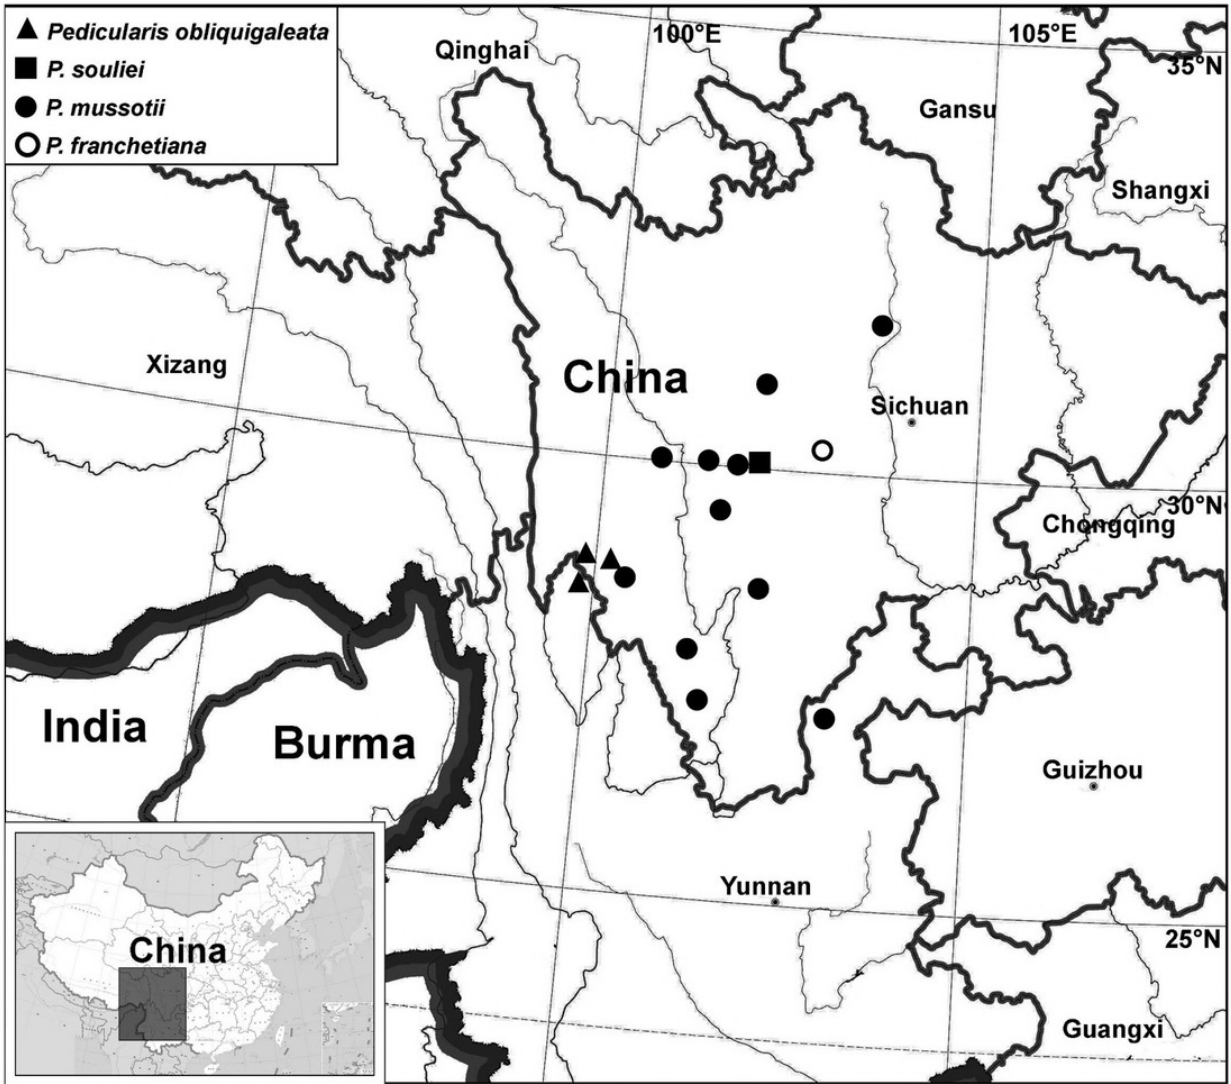 Pedicularis obliquigaleata
P. souliei
P. mussotii
P. franchetiana
Qinghai
100°E
105°E
35°N
Gansu
Shangxi
Xizang
China
Sichuan
30°N
Chongqing
India
Burma
Guizhou
Yunnan
25°N
Guangxi
China